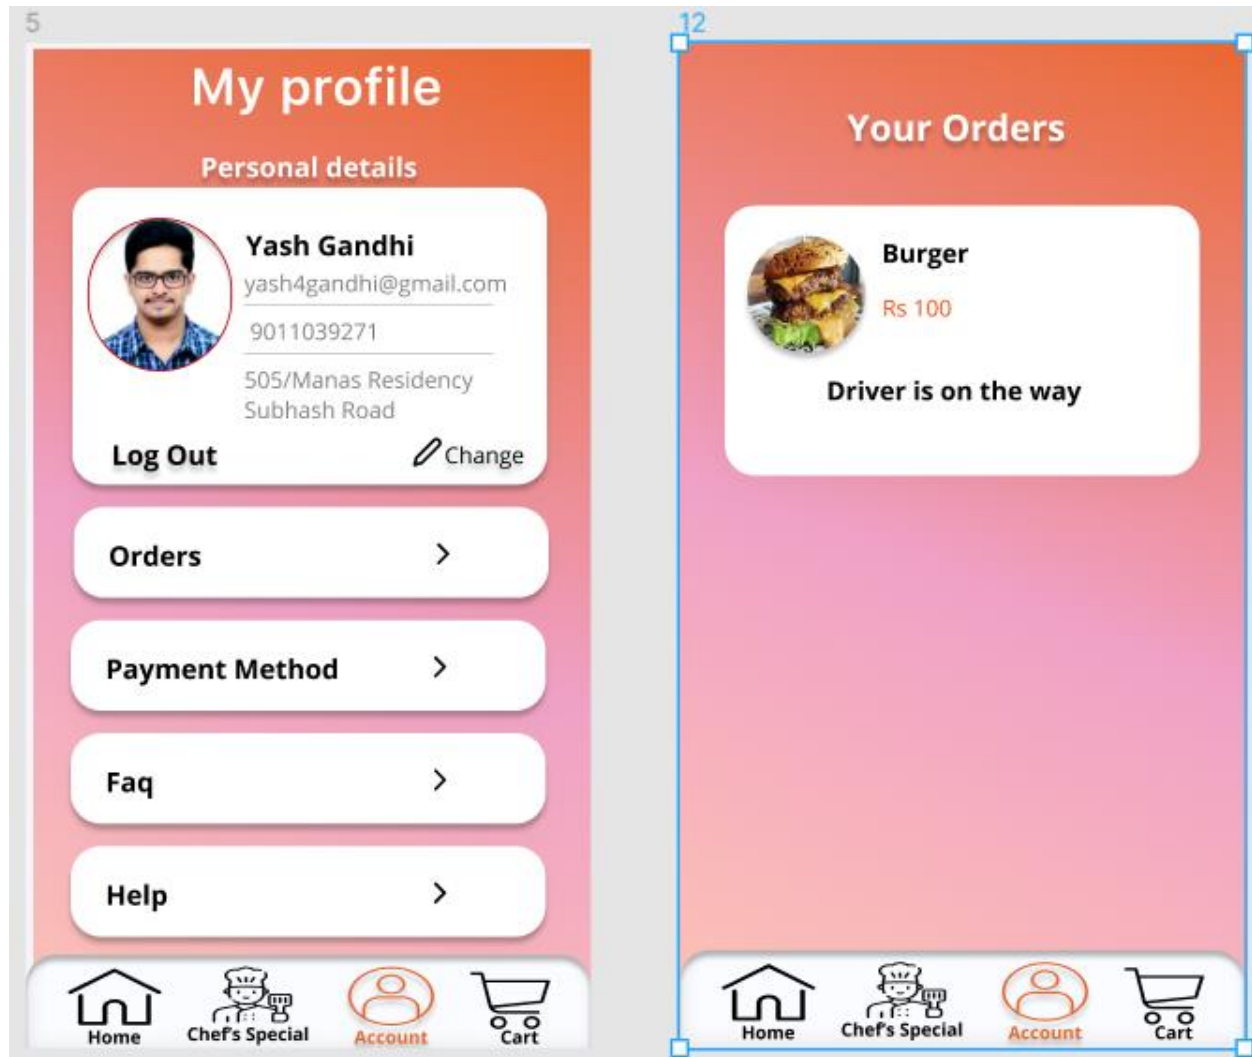 5
My profile
Personal details
Yash Gandhi
yash4gandhi@gmail.com
9011039271
505/Manas Residency
Subhash Road
Log Out
Change
Orders
Payment Method
Faq
Help
Home
Chef's Special
Account
Cart
12
Your Orders
Burger
Rs 100
Driver is on the way
Home
Chef's Special
Account
Cart